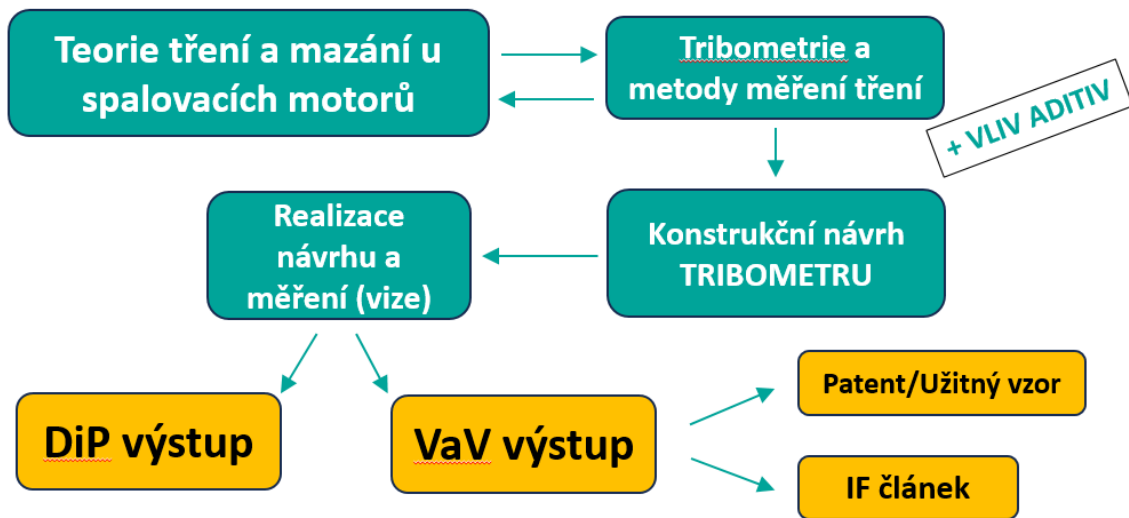 Teorie tření a mazání u
spalovacích motorů
Tribometrie a
metody měření tření
+ VLIV ADITIV
Realizace
návrhu a
měření (vize)
Konstrukční návrh
TRIBOMETRU
DiP výstup
VaV výstup
Patent/Užitný vzor
IF článek